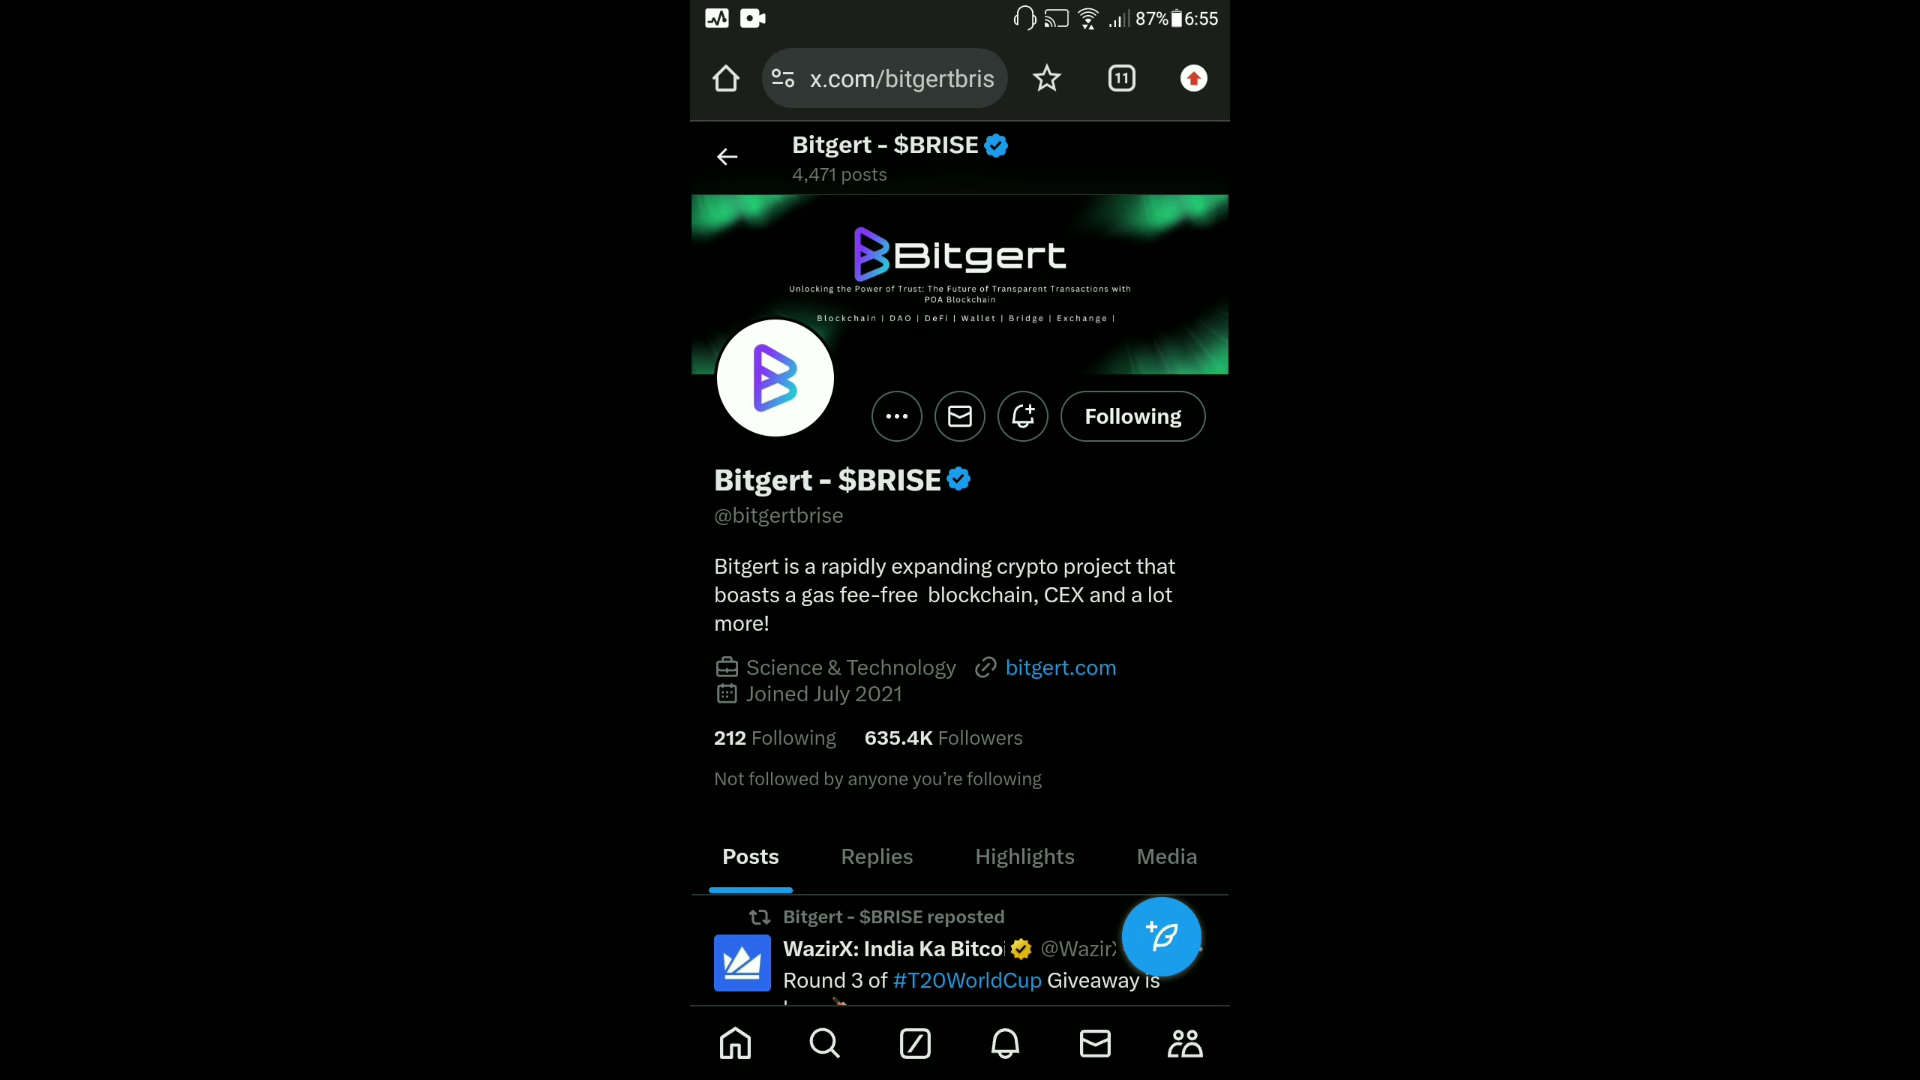 87% 6:55
x.com/bitgertbris
11
Bitgert - $BRISE
4,471 posts
Bitgert
Unlocking the Power of Trust: The Future of Transparent Transactions with
POA Blockchain
Blockchain | DAO | DeFi | Wallet | Bridge | Exchange |
Following
Bitgert - $BRISE
@bitgertbrise
Bitgert is a rapidly expanding crypto project that
boasts a gas fee-free blockchain, CEX and a lot
more!
Science & Technology bitgert.com
Joined July 2021
212 Following 635.4K Followers
Not followed by anyone you’re following
Posts Replies Highlights Media
Bitgert - $BRISE reposted
WazirX: India Ka Bitcoi @WazirX
Round 3 of #T20WorldCup Giveaway is